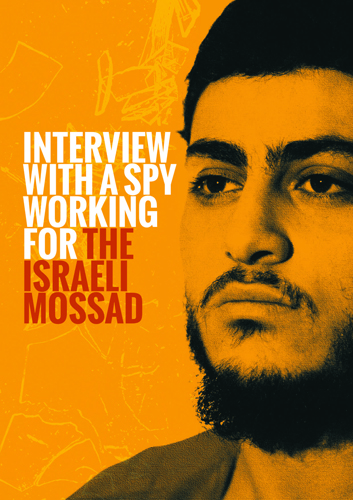 INTERVIEW
WITH A SPY
WORKING
FOR THE
ISRAELI
MOSSAD